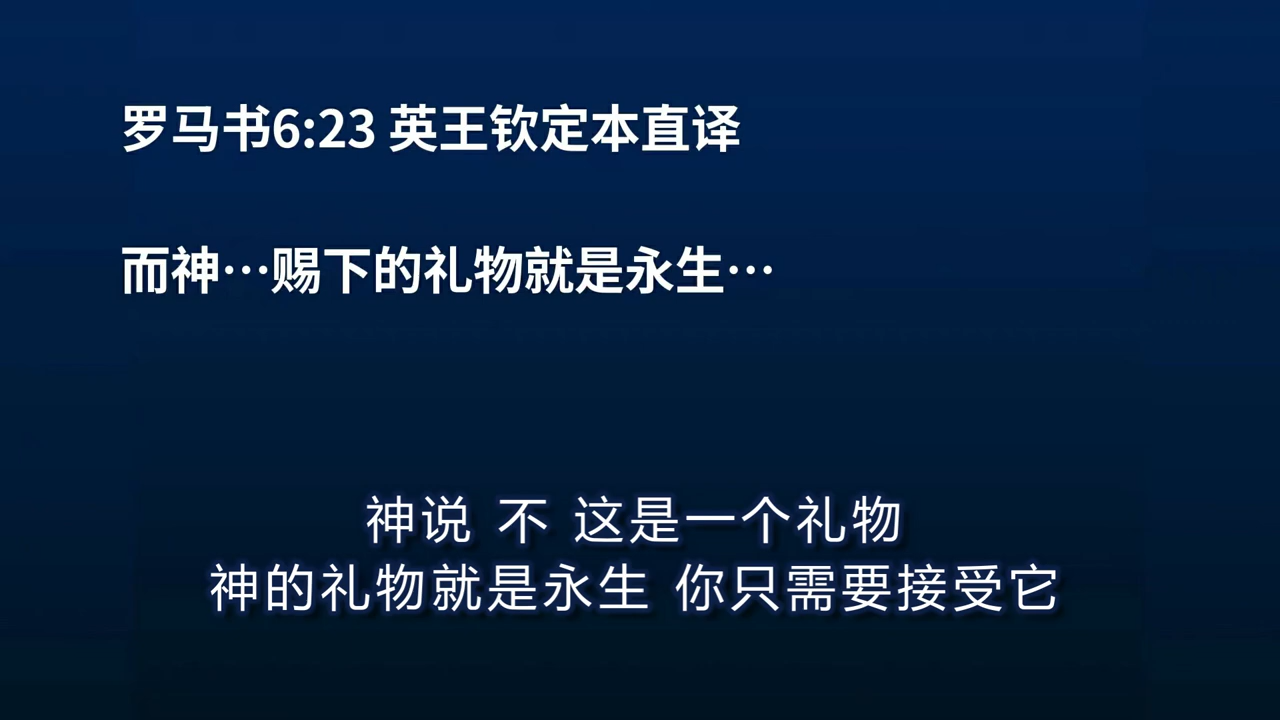 罗马书6:23 英王钦定本直译
而神…赐下的礼物就是永生…
神说 不 这是一个礼物
神的礼物就是永生 你只需要接受它